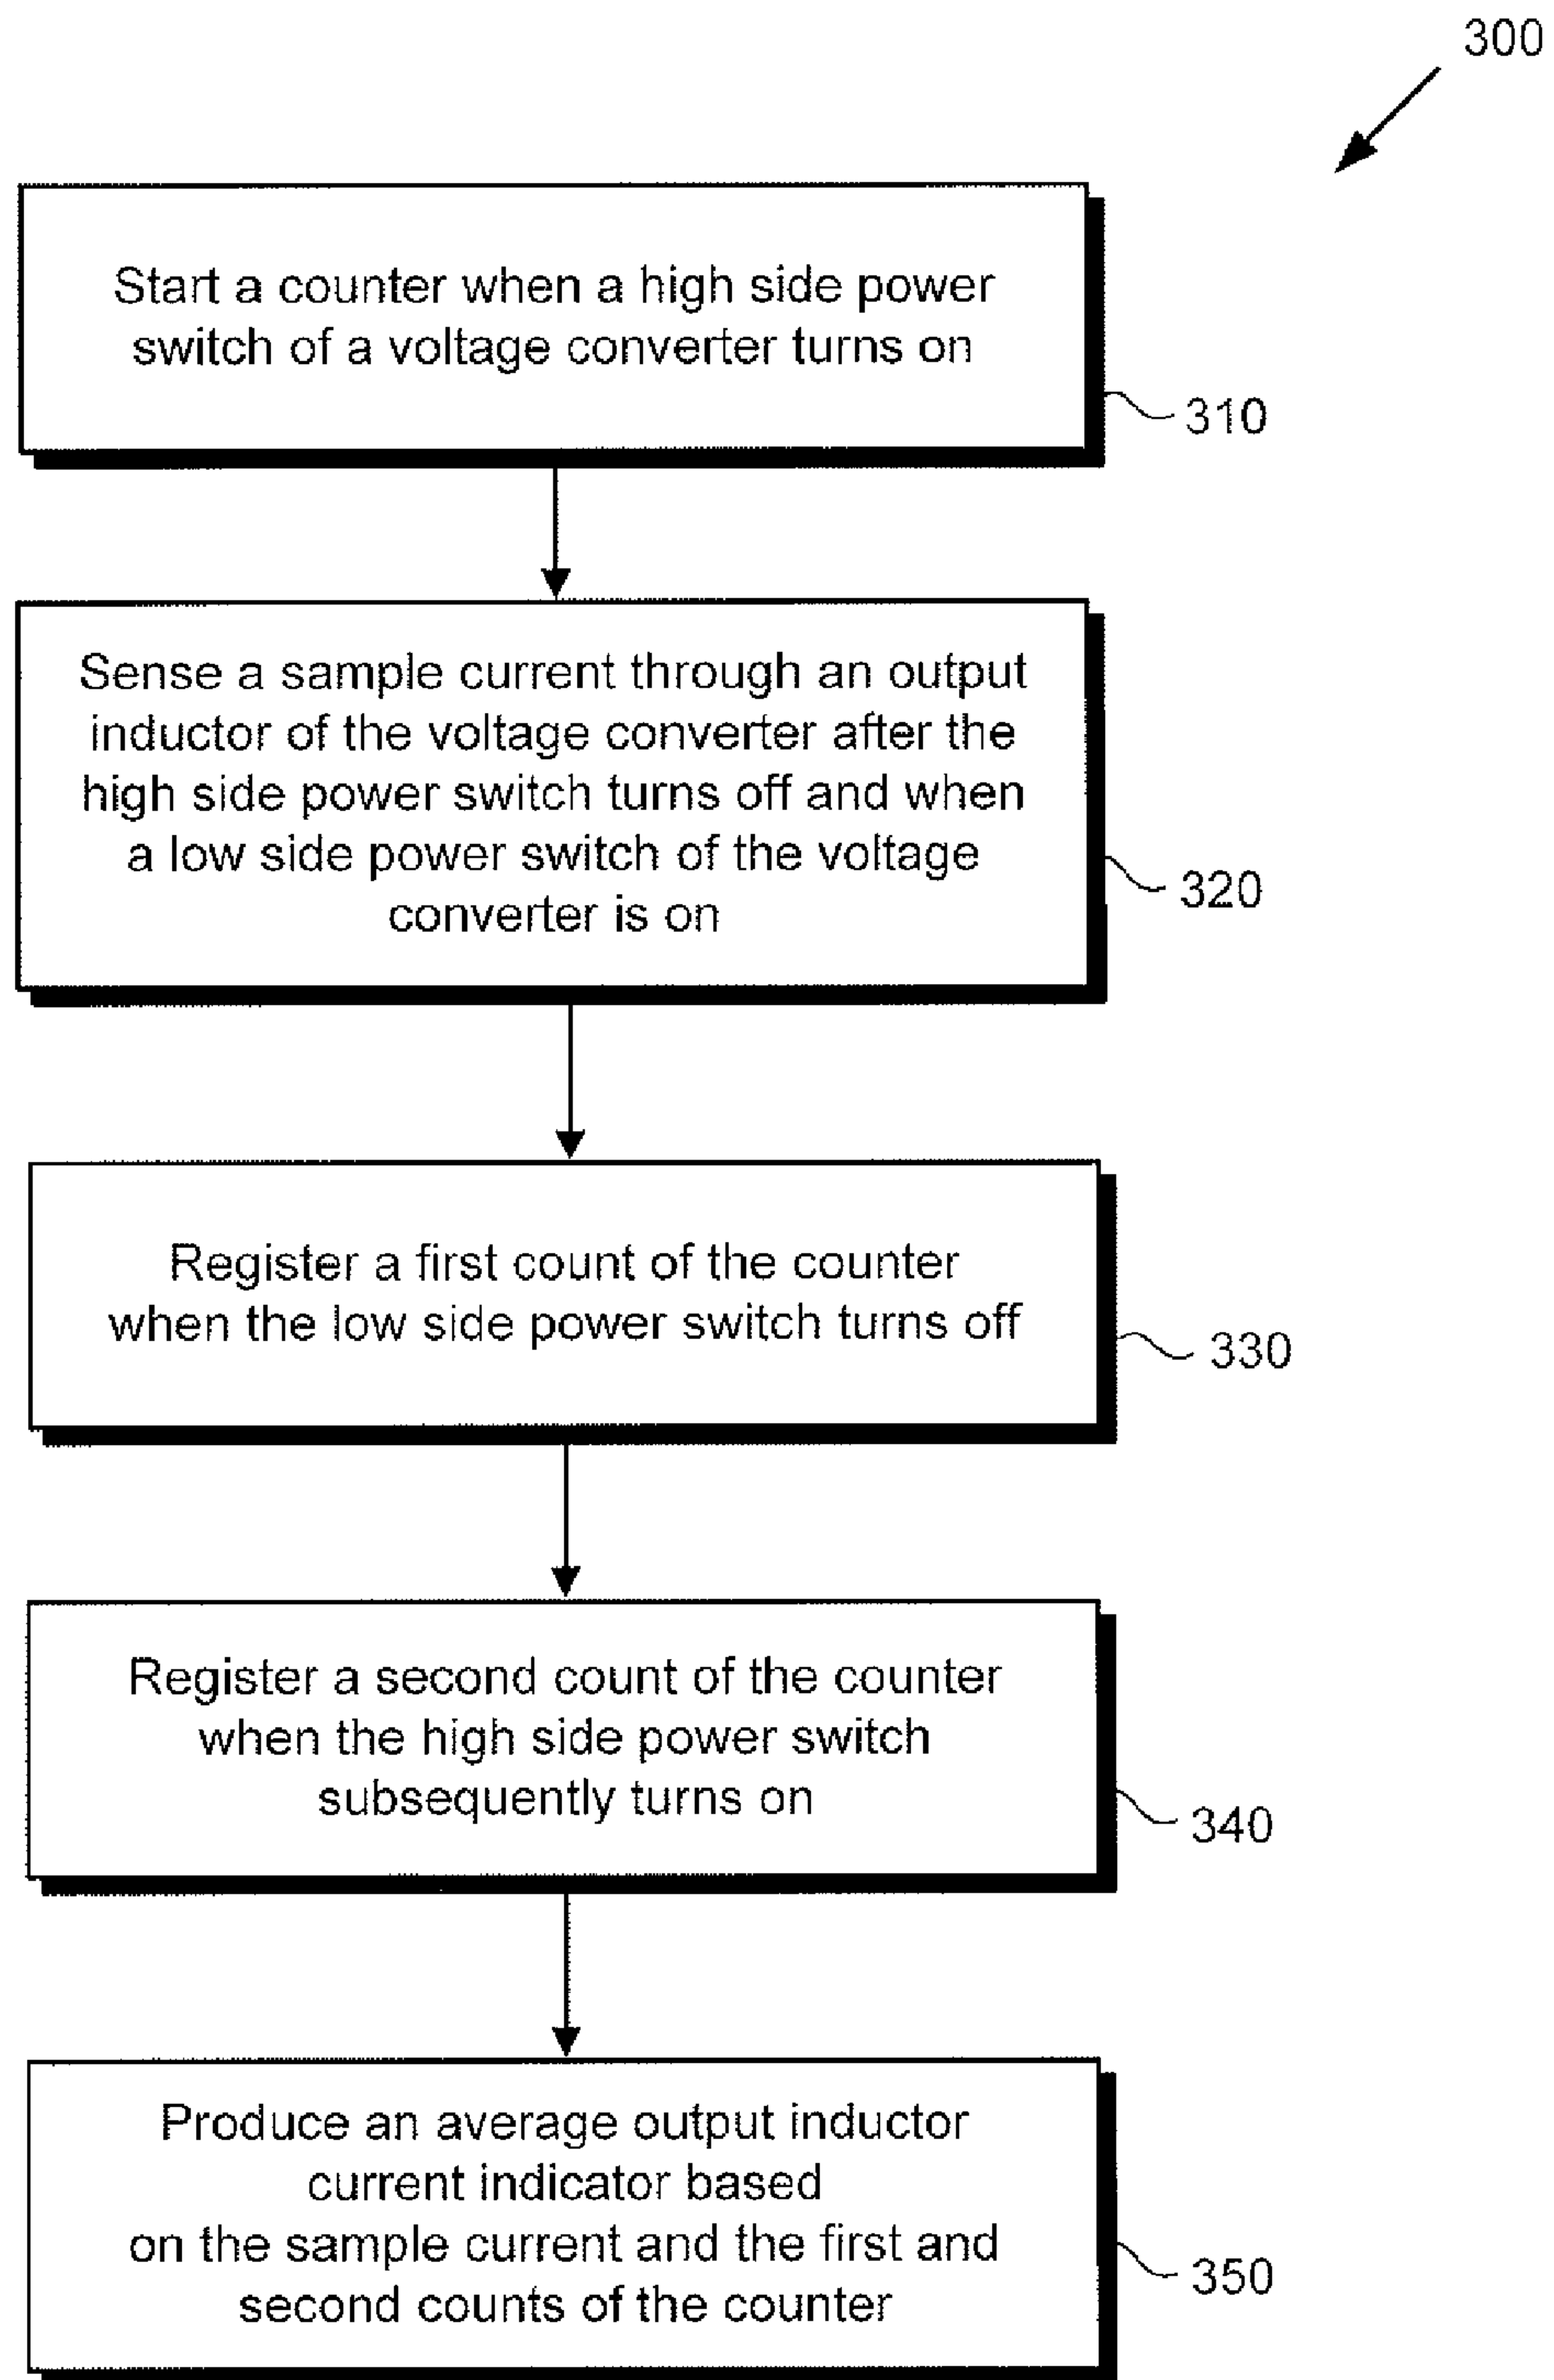 300
Start a counter when a high side power
switch of a voltage converter turns on
310
Sense a sample current through an output
inductor of the voltage converter after the
high side power switch turns off and when
a low side power switch of the voltage
converter is on
320
Register a first count of the counter
when the low side power switch turns off
330
Register a second count of the counter
when the high side power switch
subsequently turns on
340
Produce an average output inductor
current indicator based
on the sample current and the first and
second counts of the counter
350